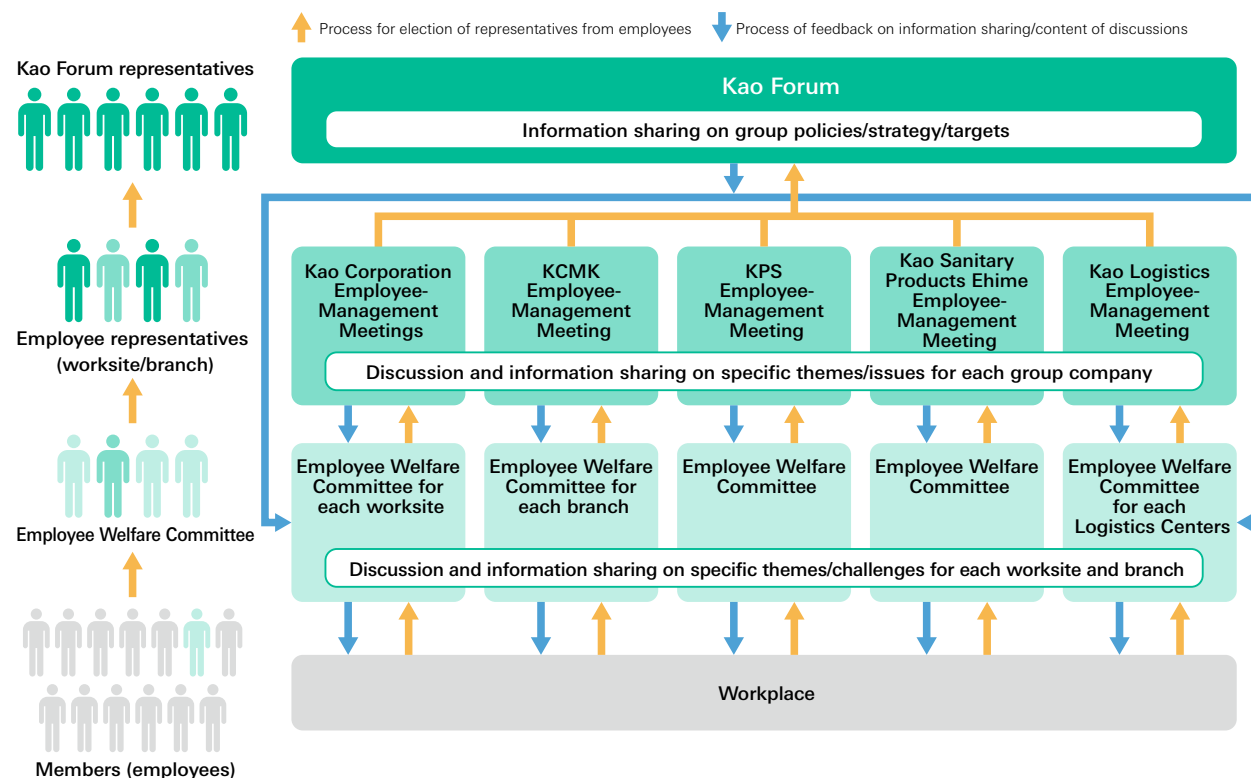 Process for election of representatives from employees
Process of feedback on information sharing/content of discussions
Kao Forum representatives
Employee representatives
(worksite/branch)
Employee Welfare Committee
Members (employees)
Kao Forum
Information sharing on group policies/strategy/targets
Kao Corporation
Employee-
Management
Meetings
KCMK
Employee-
Management
Meeting
KPS
Employee-
Management
Meeting
Kao Sanitary
Products Ehime
Employee-
Management
Meeting
Kao Logistics
Employee-
Management
Meeting
Discussion and information sharing on specific themes/issues for each group company
Employee Welfare
Committee for
each worksite
Employee Welfare
Committee for
each branch
Employee Welfare
Committee
Employee Welfare
Committee
Employee Welfare
Committee
for each
Logistics Centers
Discussion and information sharing on specific themes/challenges for each worksite and branch
Workplace